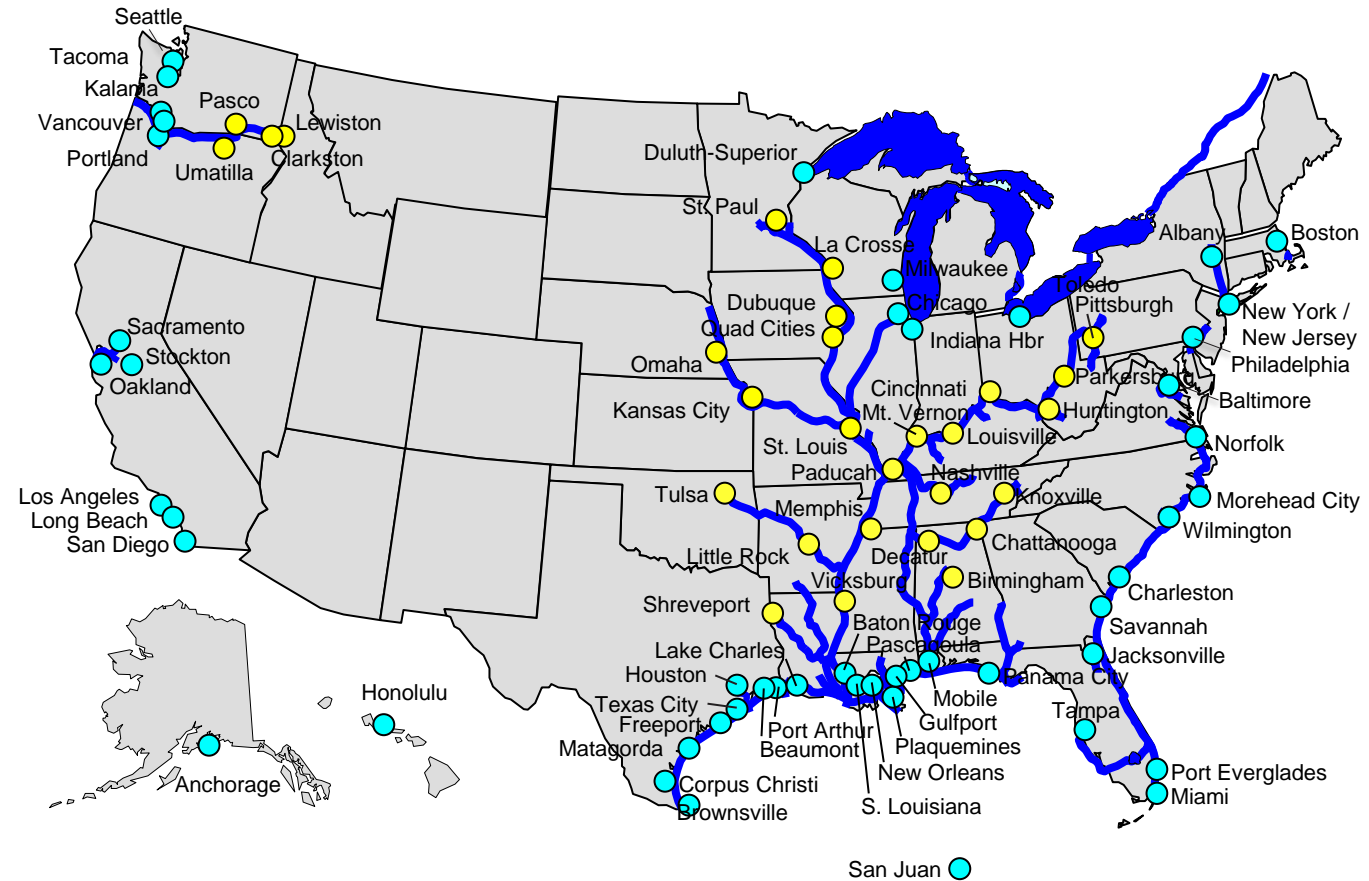 Seattle
Tacoma
Kalama
Vancouver
Portland
Pasco
Umatilla
Lewiston
Clarkston
Duluth-Superior
St. Paul
La Crosse
Milwaukee
Chicago
Dubuque
Quad Cities
Indiana Hbr
Toledo
Pittsburgh
Albany
Boston
New York /
New Jersey
Philadelphia
Baltimore
Norfolk
Sacramento
Stockton
Oakland
Omaha
Kansas City
Cincinnati
Mt. Vernon
Parkersburg
Huntington
Louisville
St. Louis
Paducah
Nashville
Knoxville
Los Angeles
Long Beach
San Diego
Tulsa
Memphis
Little Rock
Decatur
Chattanooga
Vicksburg
Birmingham
Morehead City
Wilmington
Charleston
Savannah
Jacksonville
Shreveport
Baton Rouge
Pascagoula
Lake Charles
Houston
Texas City
Freeport
Matagorda
Corpus Christi
Brownsville
Port Arthur
Beaumont
Mobile
Gulfport
Plaquemines
New Orleans
S. Louisiana
Panama City
Tampa
Port Everglades
Miami
Honolulu
Anchorage
San Juan